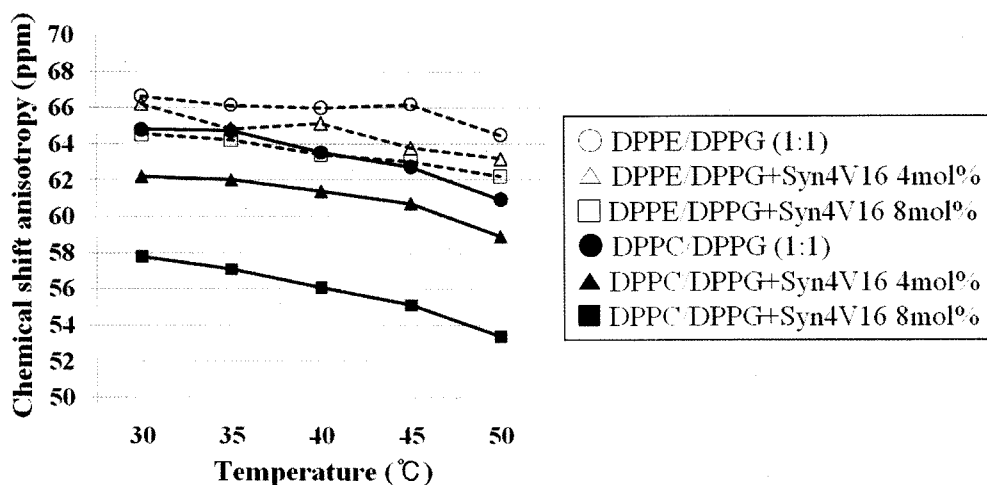 Chemical shift anisotropy (ppm)
70
68
66
64
62
60
58
56
54
52
50
30 35 40 45 50
Temperature (℃)
DPPE/DPPG (1:1)
DPPE/DPPG+Syn4V16 4mol%
DPPE/DPPG+Syn4V16 8mol%
DPPC/DPPG (1:1)
DPPC/DPPG+Syn4V16 4mol%
DPPC/DPPG+Syn4V16 8mol%